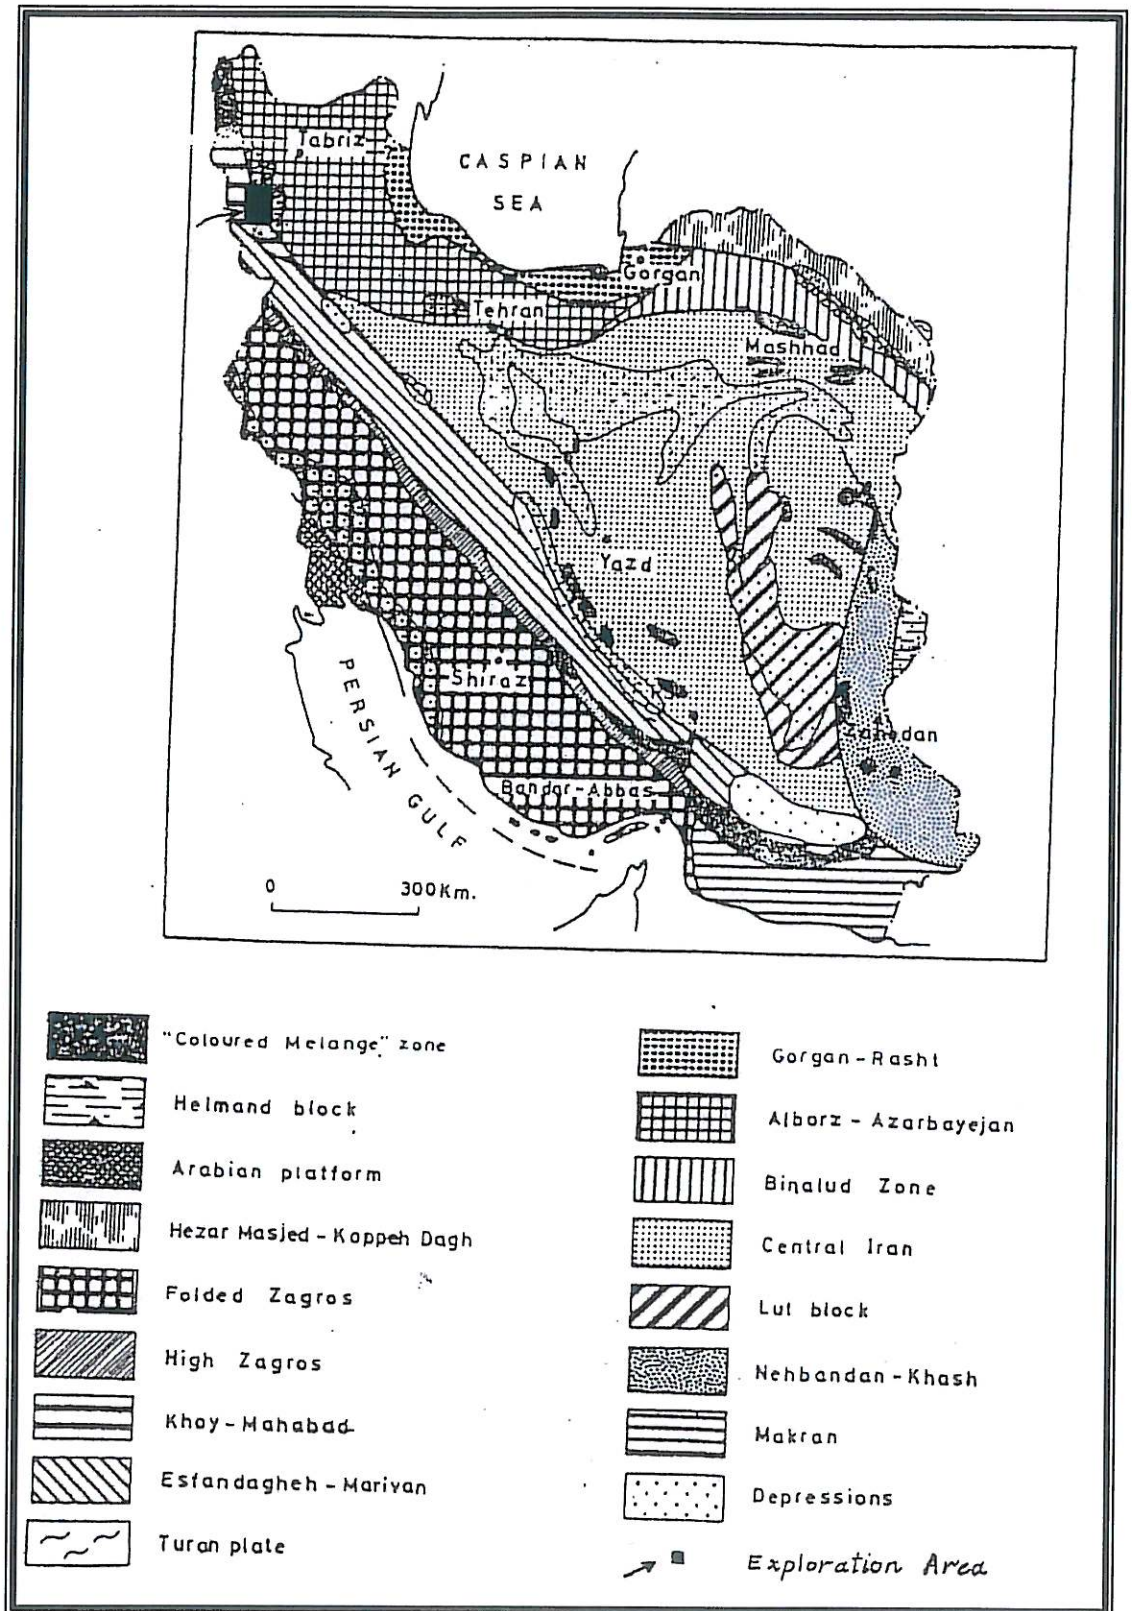 Tabriz
CASPIAN
SEA
Gorgan
Tehran
Mashhad
Yazd
Shiraz
PERSIAN GULF
Zahedan
Bandar-Abbas
0 300Km.
"Coloured Melange" zone
Helmand block
Arabian platform
Hezar Masjed - Koppeh Dagh
Folded Zagros
High Zagros
Khoy - Mahabad
Esfandagheh - Marivan
Turan plate
Gorgan - Rasht
Alborz - Azarbayejan
Binalud Zone
Central Iran
Lut block
Nehbandan - Khash
Makran
Depressions
Exploration Area